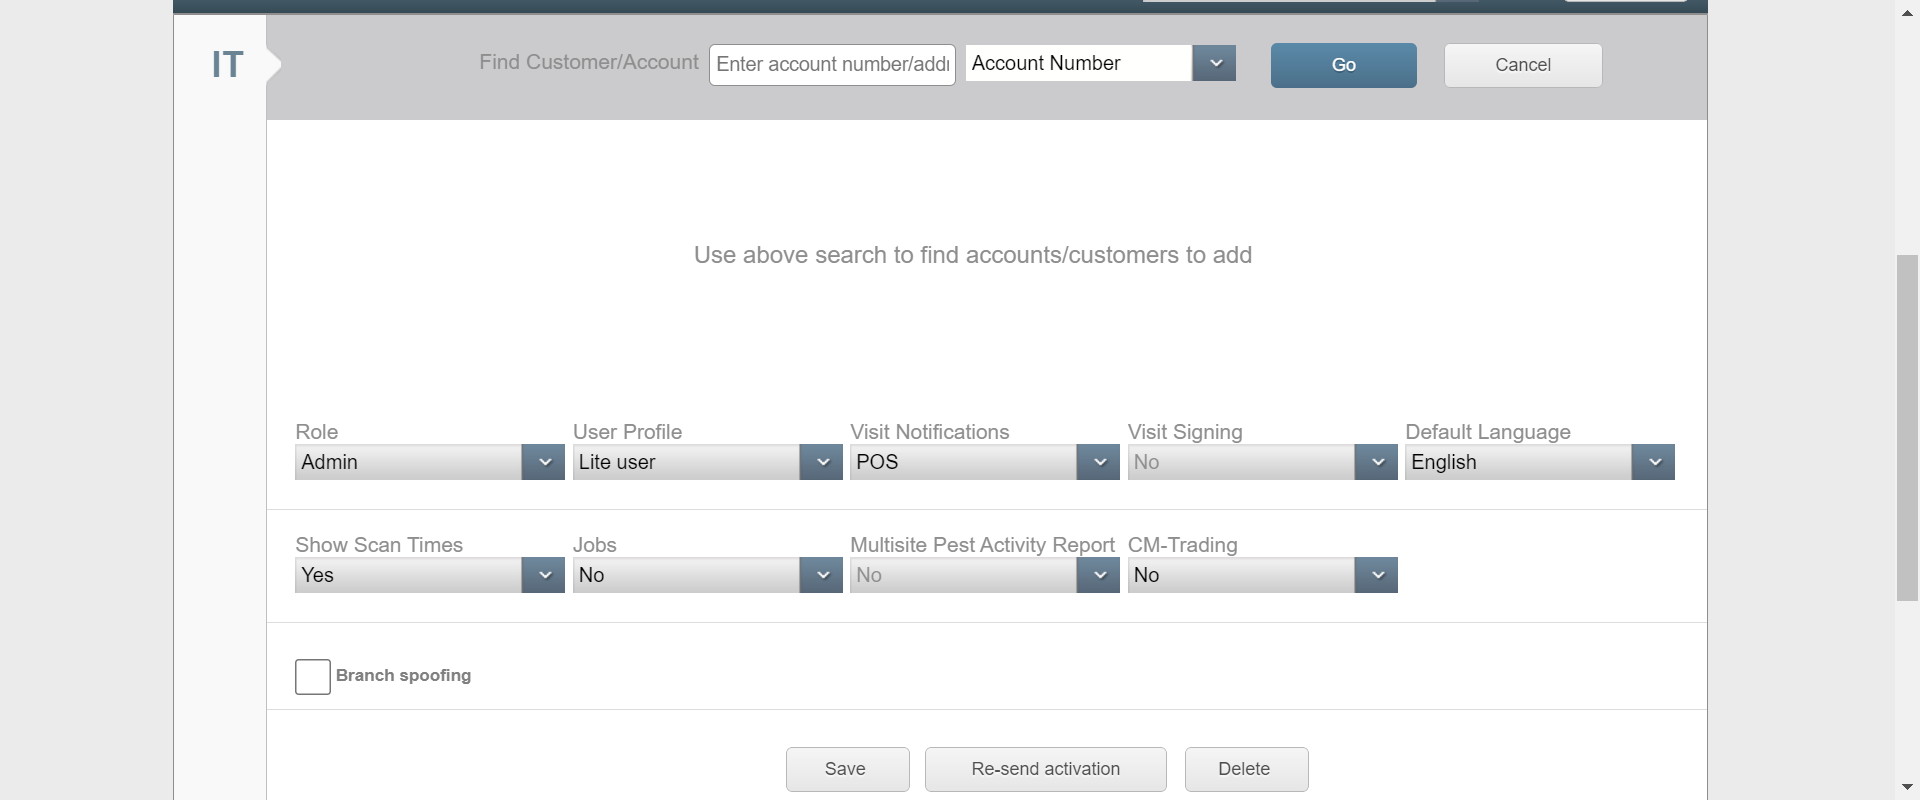 IT
Find Customer/Account
Enter account number/addr
Account Number
Go
Cancel
Use above search to find accounts/customers to add
Role
User Profile
Visit Notifications
Visit Signing
Default Language
Admin
Lite user
POS
No
English
Show Scan Times
Jobs
Multisite Pest Activity Report
CM-Trading
Yes
No
No
No
Branch spoofing
Save
Re-send activation
Delete